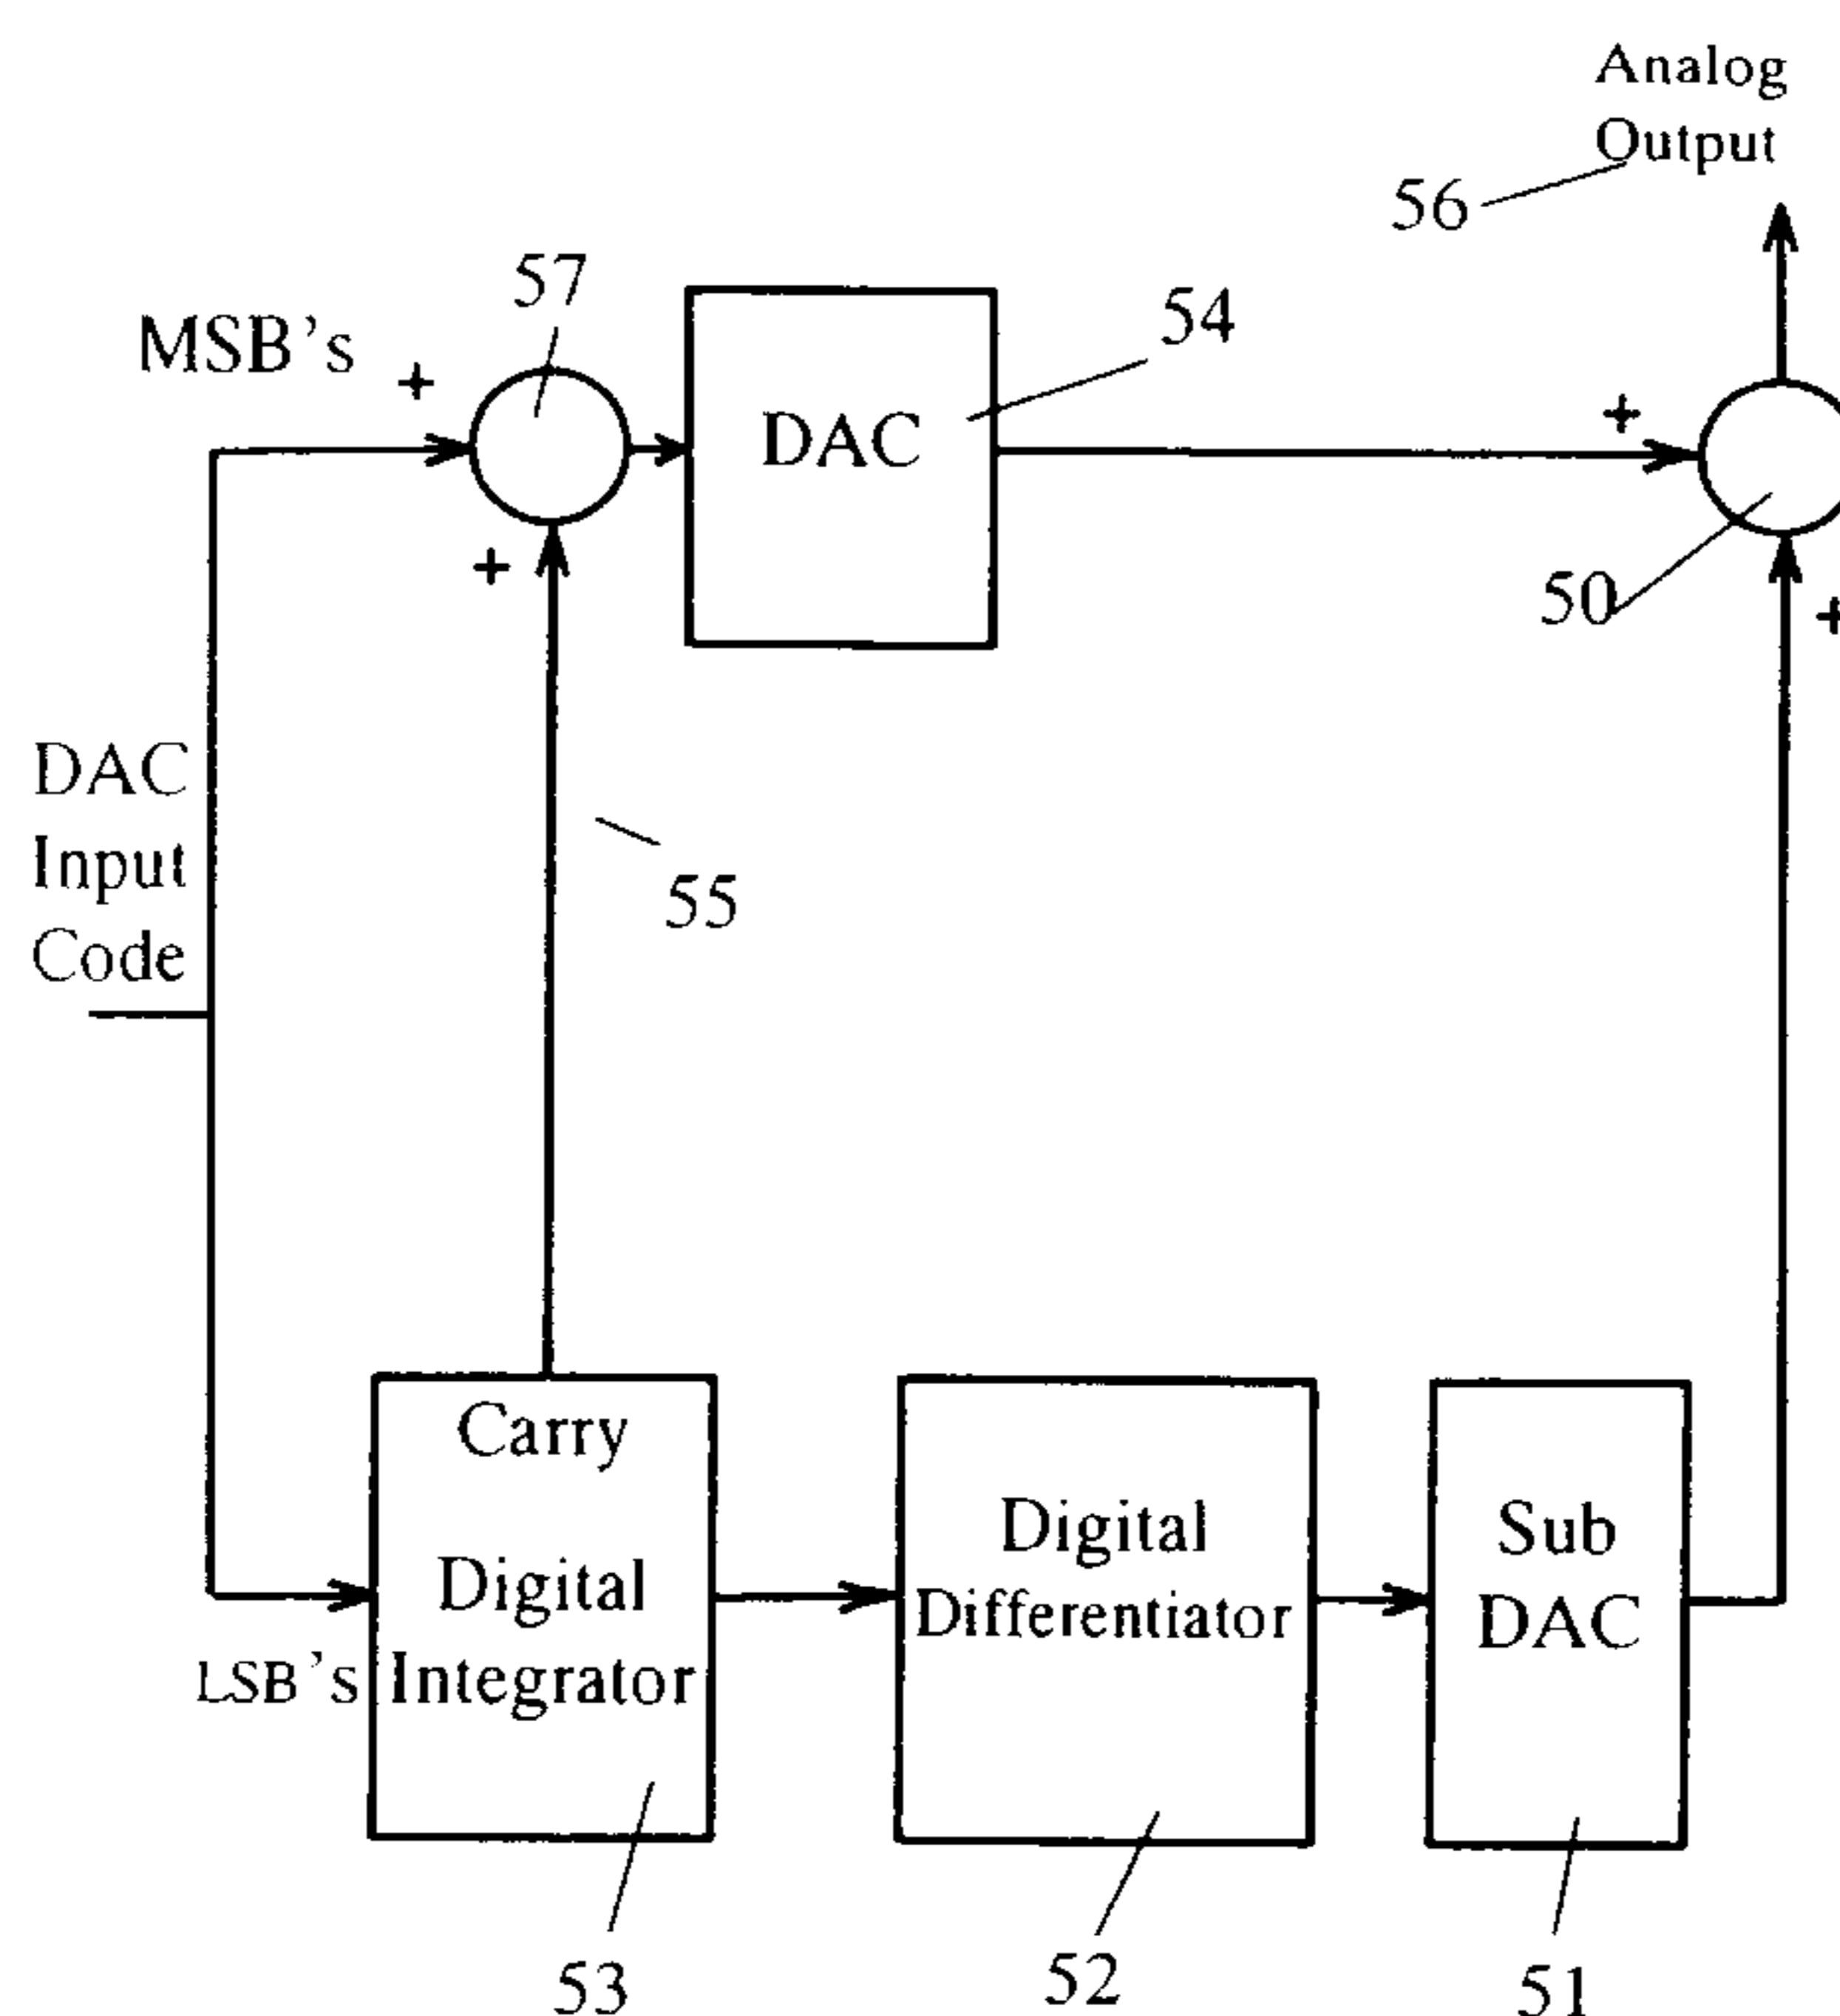 Analog
Output
56
57
54
MSB's
+
+
DAC
+
50
+
DAC
Input
Code
55
Carry
Digital
LSB's Integrator
Digital
Differentiator
Sub
DAC
53
52
51